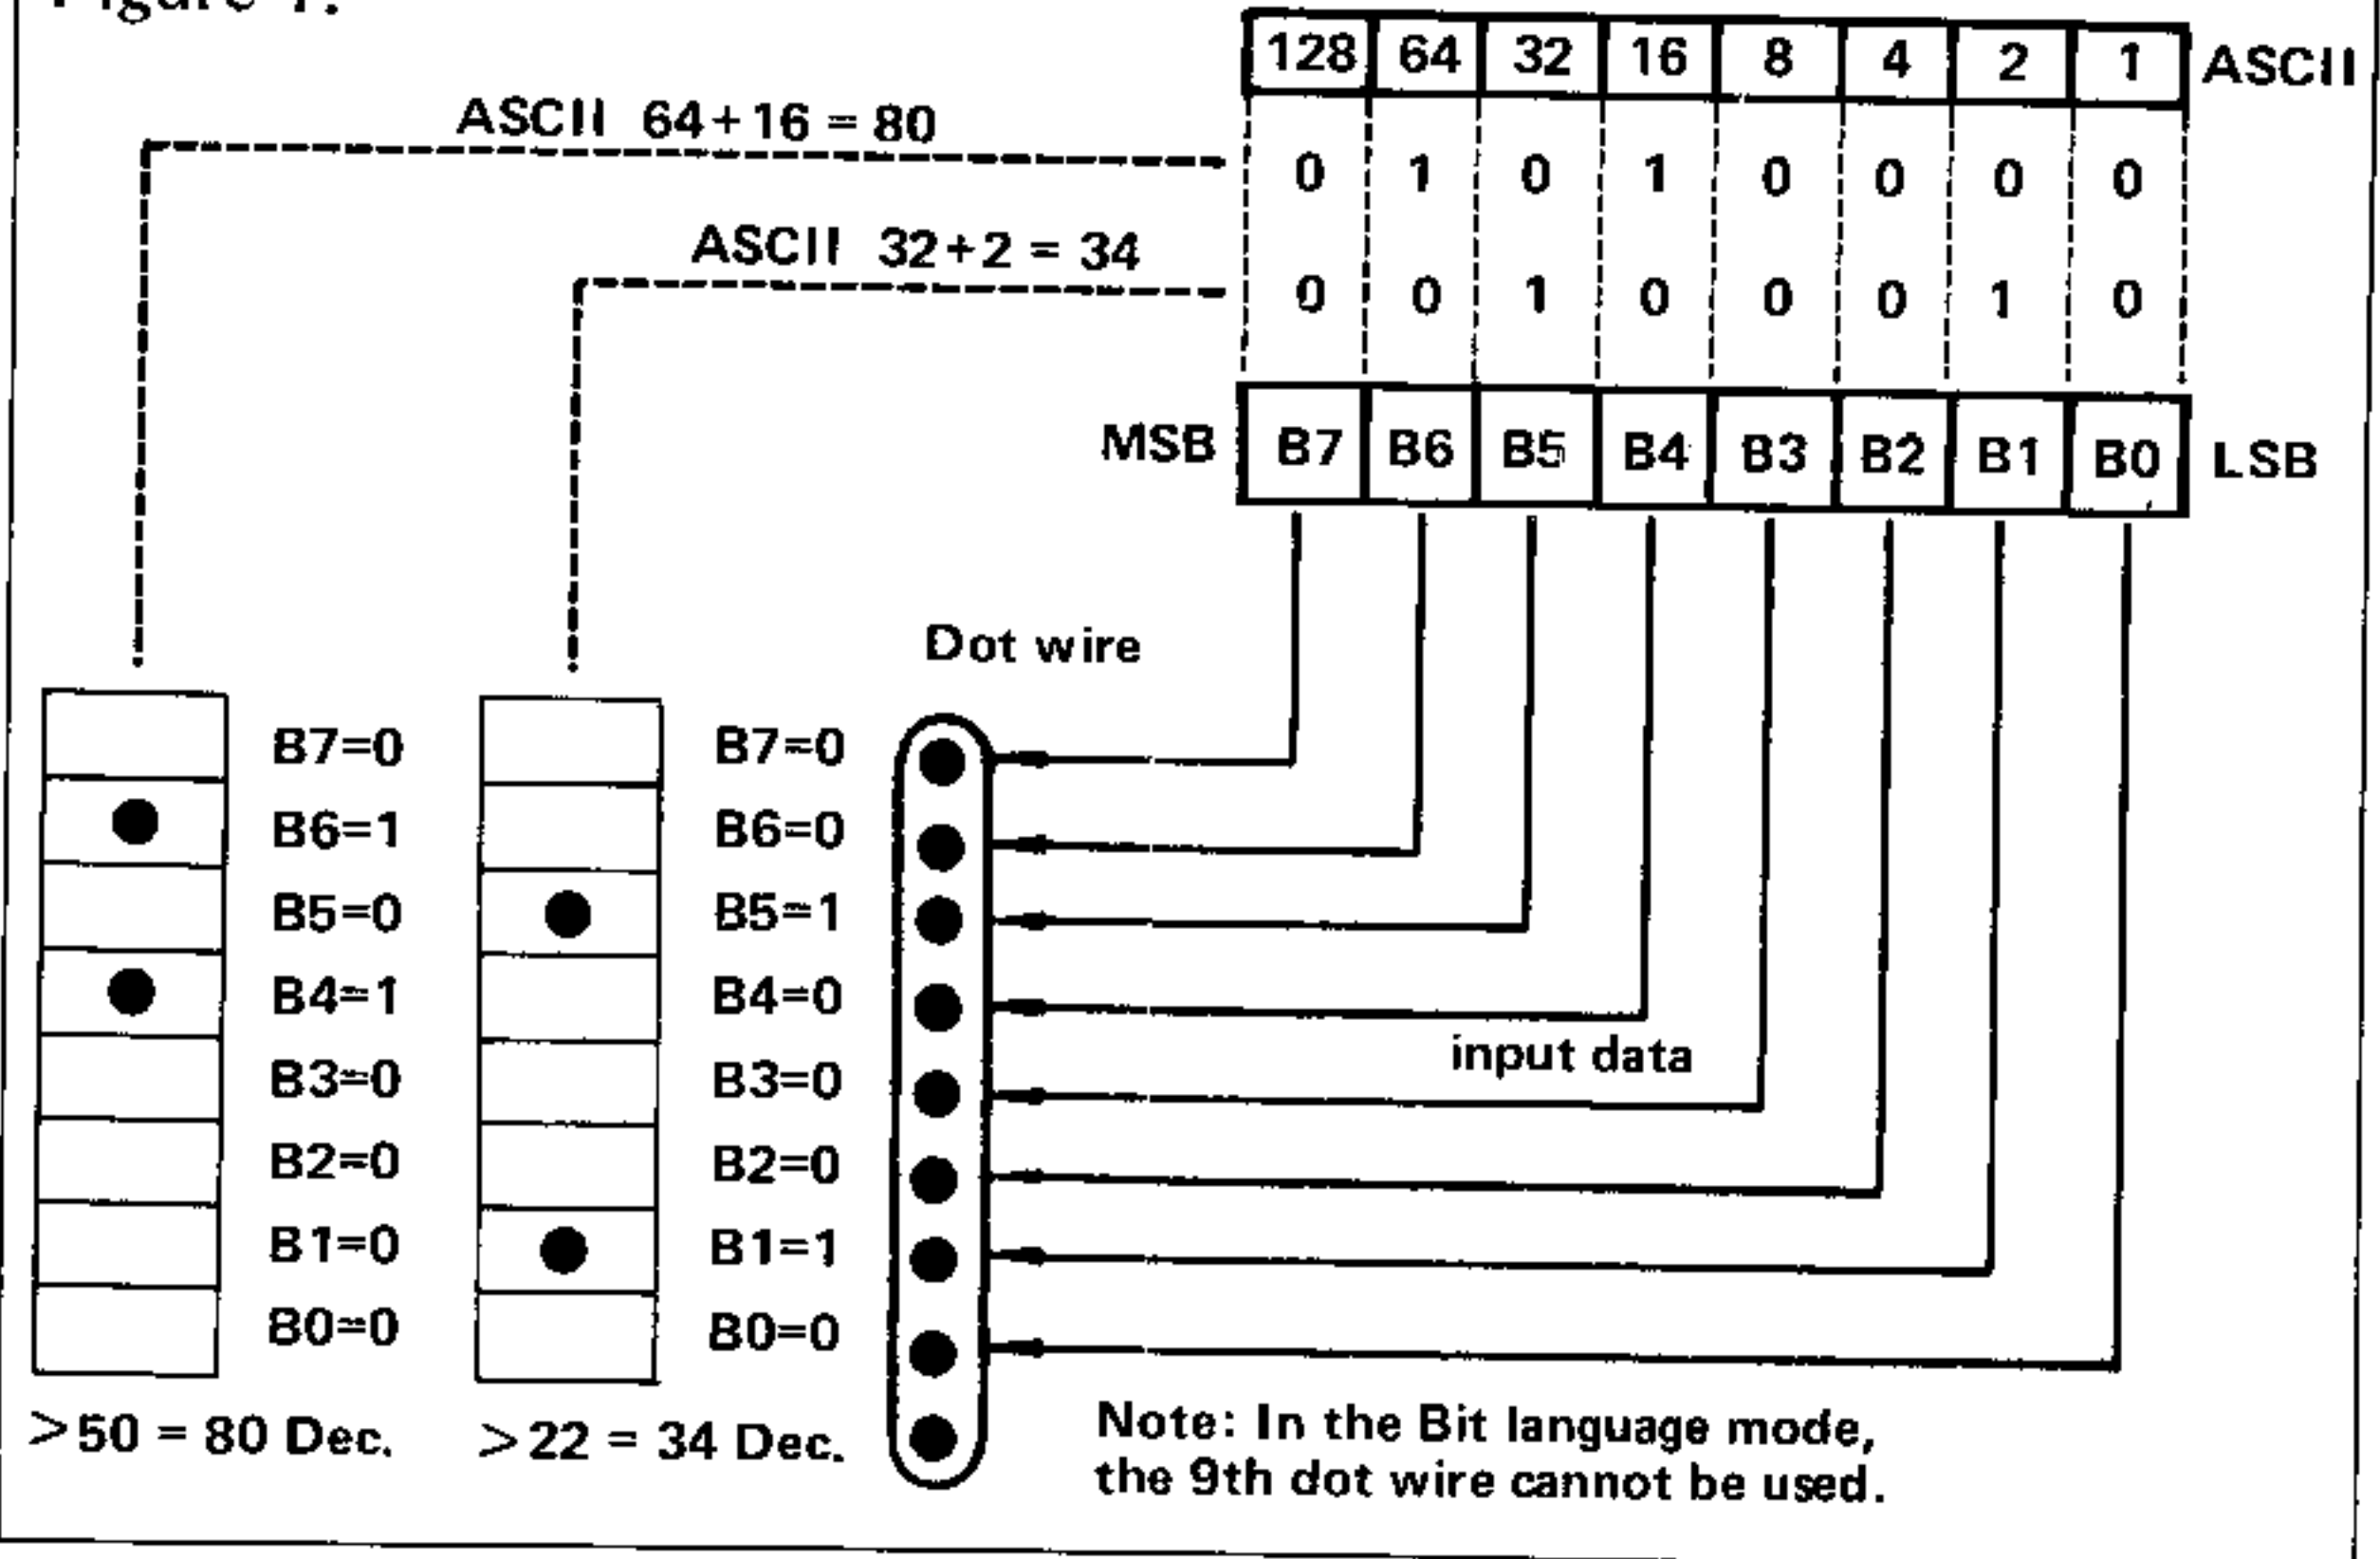 Figure 1.
128 64 32 16 8 4 2 1 ASCII
ASCII 64+16 = 80
0 1 0 1 0 0 0 0
ASCII 32+2 = 34
0 0 1 0 0 0 1 0
MSB B7 B6 B5 B4 B3 B2 B1 B0 LSB
Dot wire
B7=0 B7=0
B6=1 B6=0
B5=0 B5=1
B4=1 B4=0
input data
B3=0 B3=0
B2=0 B2=0
B1=0 B1=1
B0=0 B0=0
>50 = 80 Dec. >22 = 34 Dec.
Note: In the Bit language mode,
the 9th dot wire cannot be used.